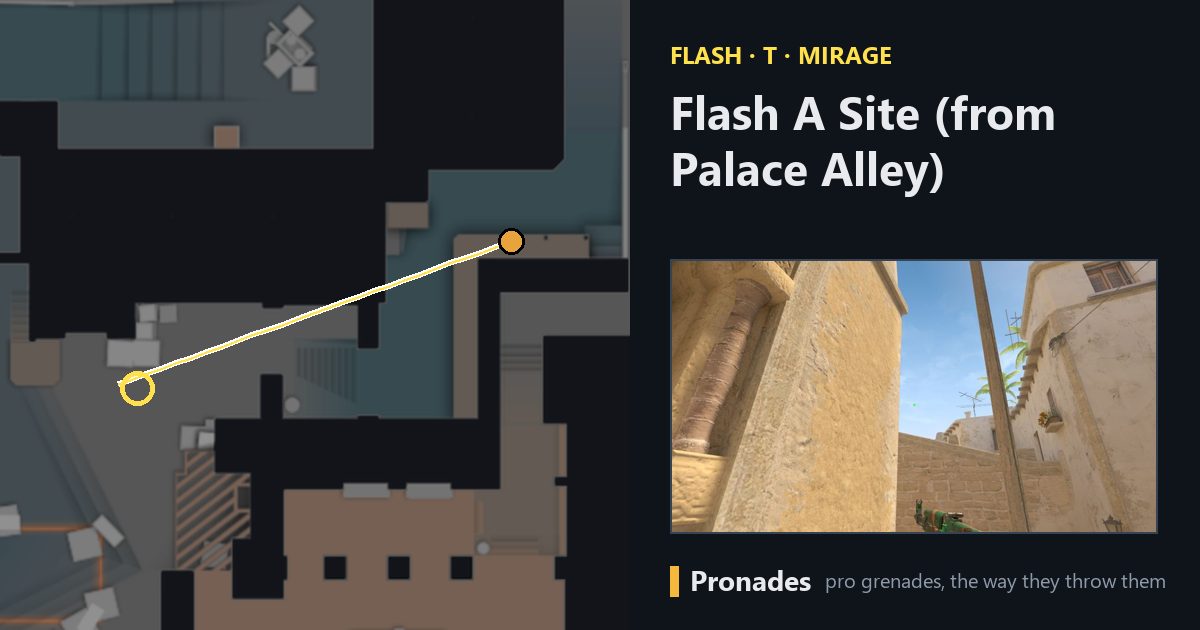 FLASH · T · MIRAGE
Flash A Site (from
Palace Alley)
Pronades pro grenades, the way they throw them